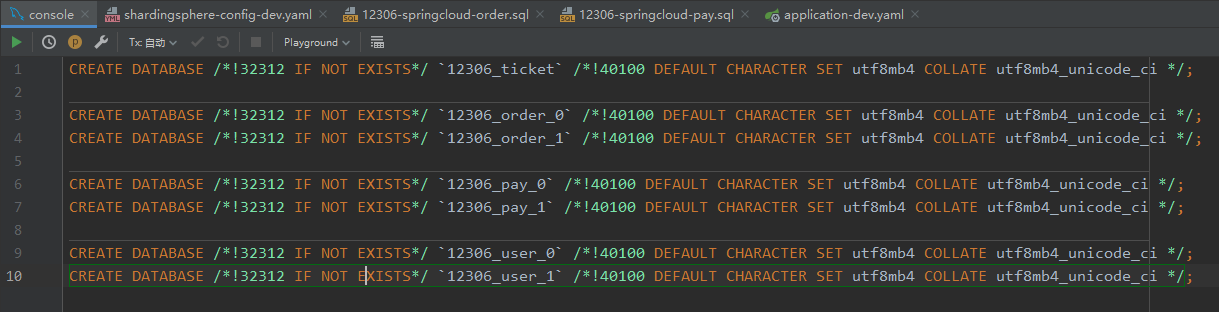 console shardingsphere-config-dev.yaml 12306-springcloud-order.sql 12306-springcloud-pay.sql application-dev.yaml
Tx: 自动 Playground
1 CREATE DATABASE /*!32312 IF NOT EXISTS*/ `12306_ticket` /*!40100 DEFAULT CHARACTER SET utf8mb4 COLLATE utf8mb4_unicode_ci */;
2
3 CREATE DATABASE /*!32312 IF NOT EXISTS*/ `12306_order_0` /*!40100 DEFAULT CHARACTER SET utf8mb4 COLLATE utf8mb4_unicode_ci */;
4 CREATE DATABASE /*!32312 IF NOT EXISTS*/ `12306_order_1` /*!40100 DEFAULT CHARACTER SET utf8mb4 COLLATE utf8mb4_unicode_ci */;
5
6 CREATE DATABASE /*!32312 IF NOT EXISTS*/ `12306_pay_0` /*!40100 DEFAULT CHARACTER SET utf8mb4 COLLATE utf8mb4_unicode_ci */;
7 CREATE DATABASE /*!32312 IF NOT EXISTS*/ `12306_pay_1` /*!40100 DEFAULT CHARACTER SET utf8mb4 COLLATE utf8mb4_unicode_ci */;
8
9 CREATE DATABASE /*!32312 IF NOT EXISTS*/ `12306_user_0` /*!40100 DEFAULT CHARACTER SET utf8mb4 COLLATE utf8mb4_unicode_ci */;
10 CREATE DATABASE /*!32312 IF NOT EXISTS*/ `12306_user_1` /*!40100 DEFAULT CHARACTER SET utf8mb4 COLLATE utf8mb4_unicode_ci */;